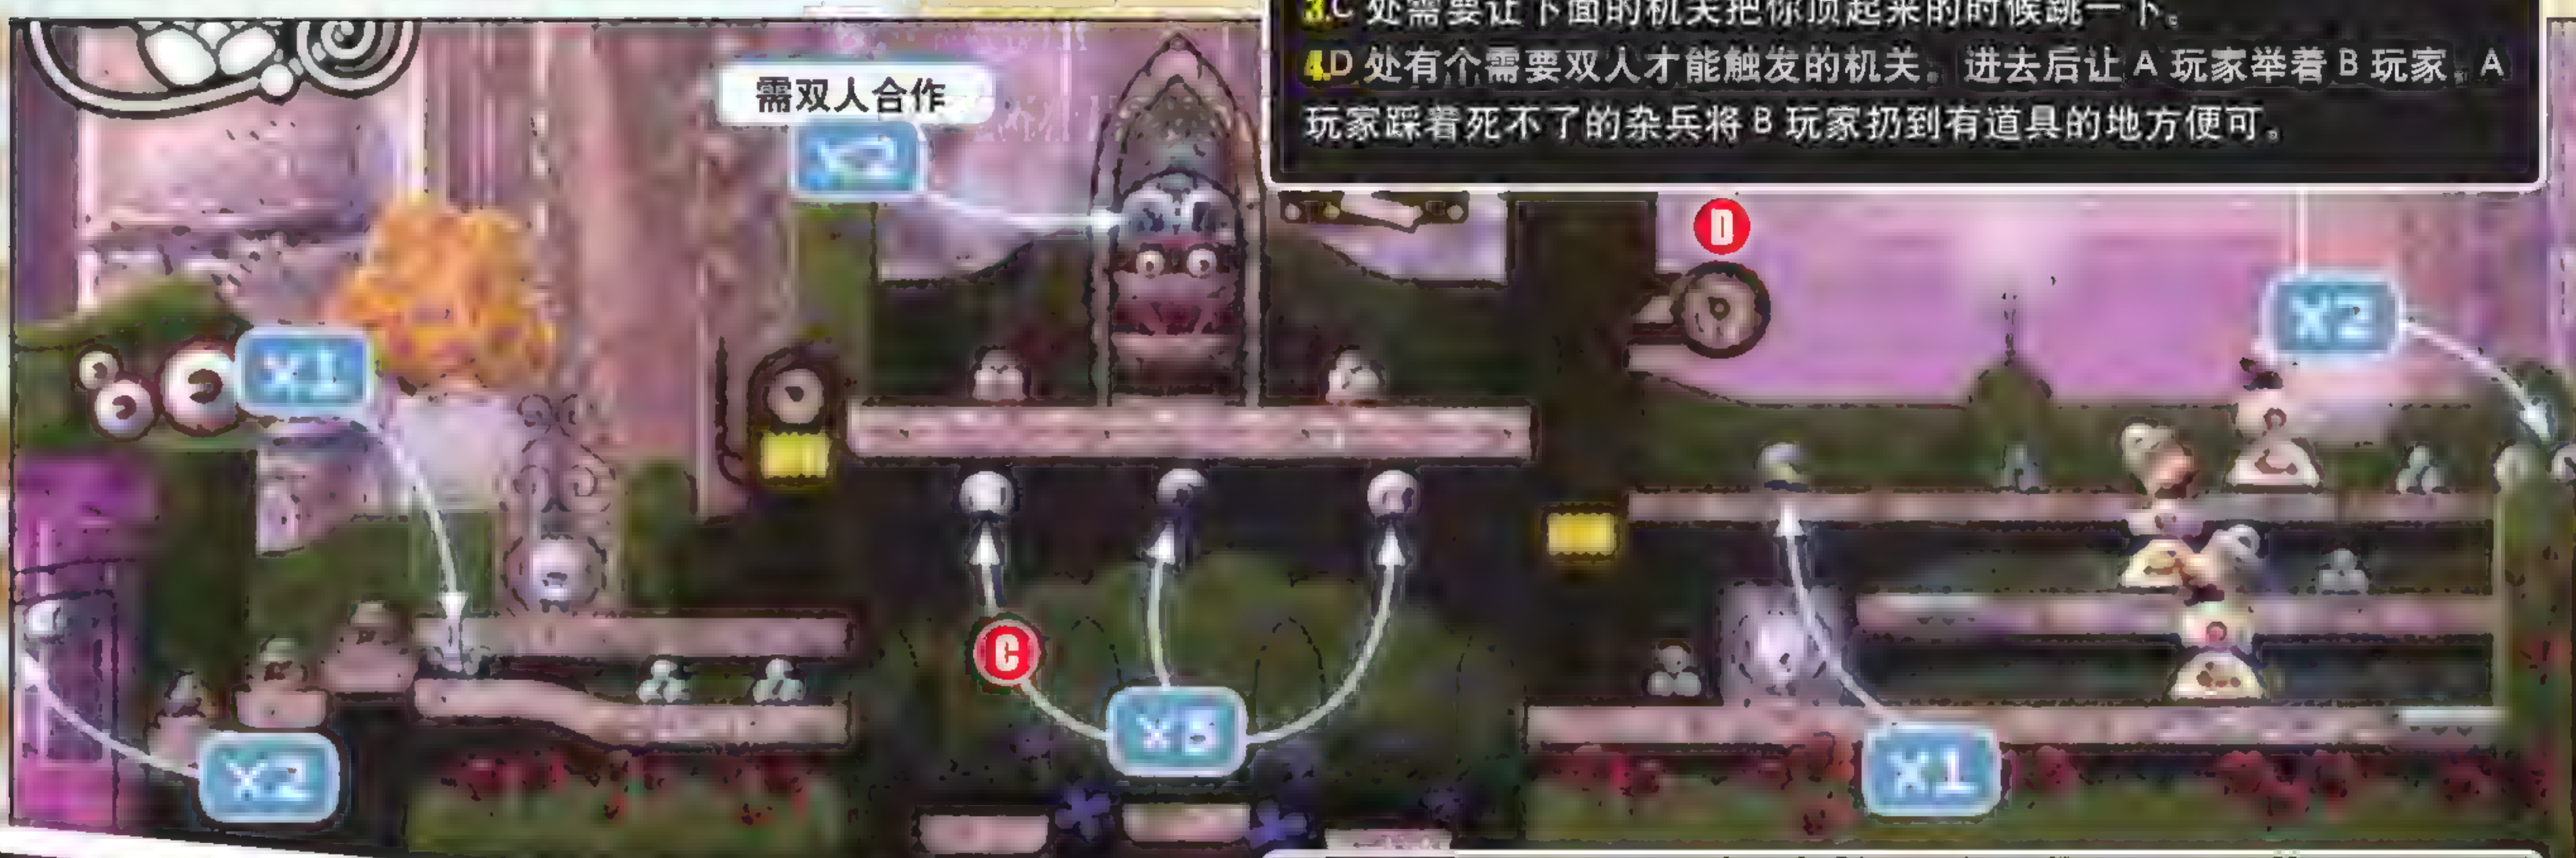 3.C 处需要让下面的机关把你顶起来的时候跳一下。
4.D 处有个需要双人才能触发的机关。进去后让 A 玩家举着 B 玩家,A
玩家踩着死不了的杂兵将 B 玩家扔到有道具的地方便可。
需双人合作
X2
D
X2
X1
C
X5
X2
X1